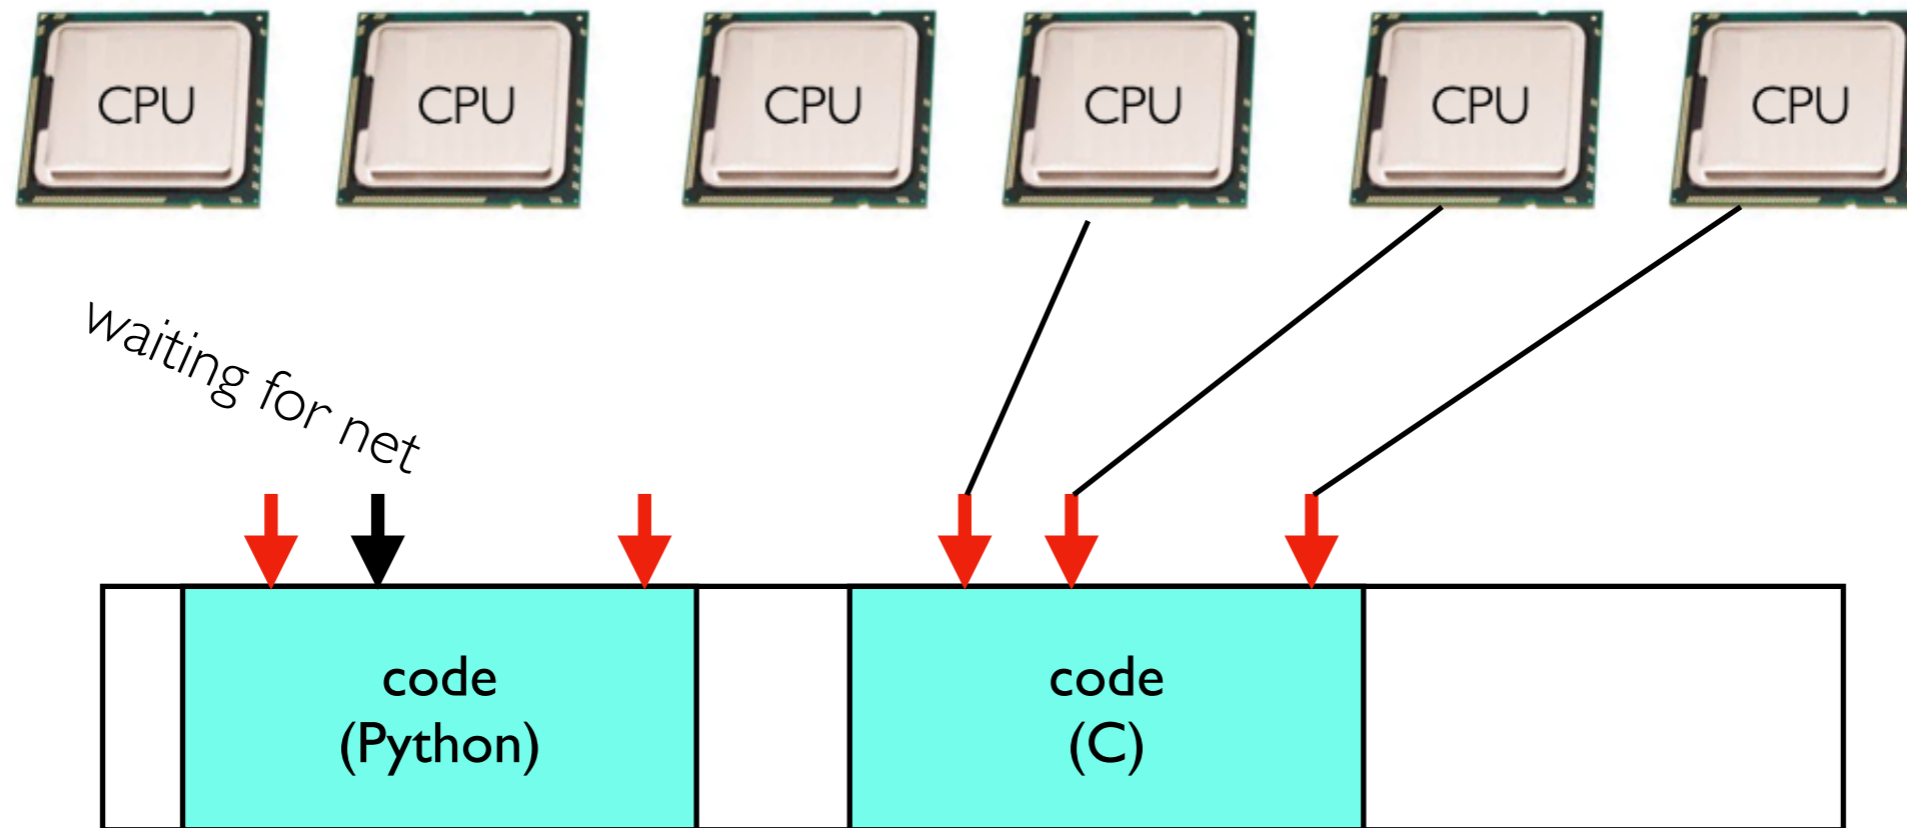 CPU
CPU
CPU
CPU
CPU
CPU
waiting for net
code
(Python)
code
(C)